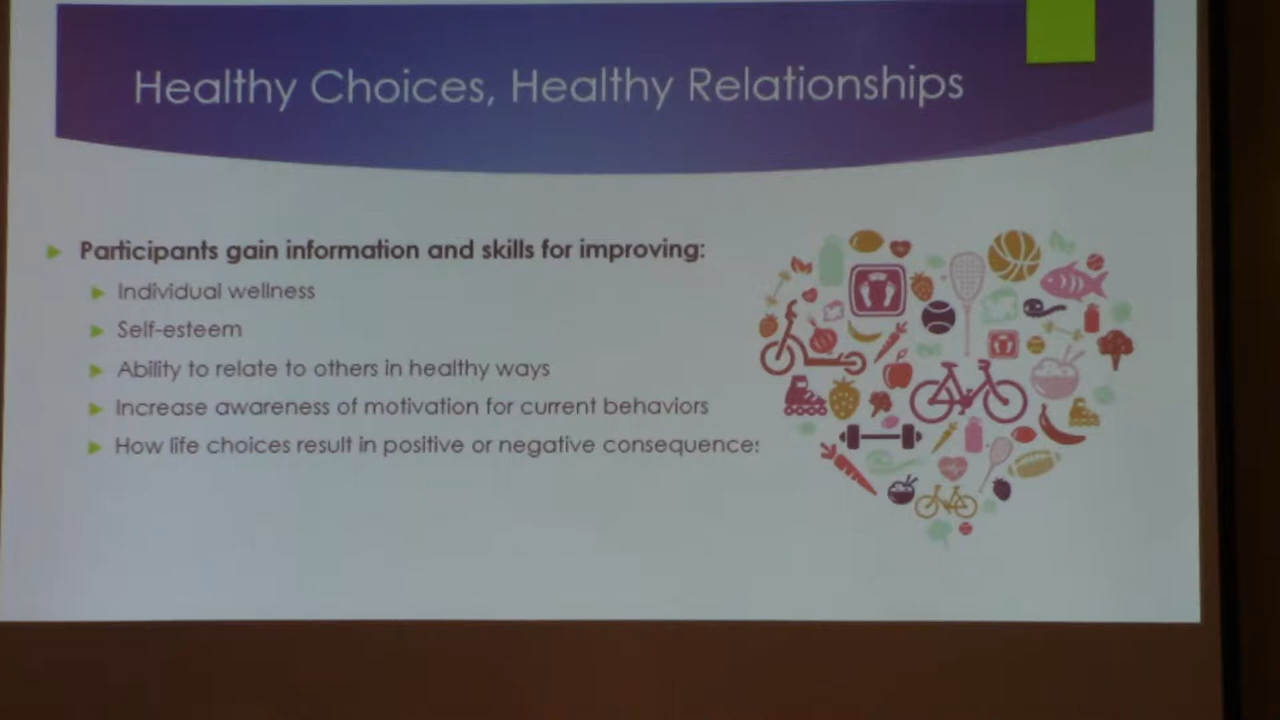 Healthy Choices, Healthy Relationships
Participants gain information and skills for improving:
Individual wellness
Self-esteem
Ability to relate to others in healthy ways
Increase awareness of motivation for current behaviors
How life choices result in positive or negative consequence: